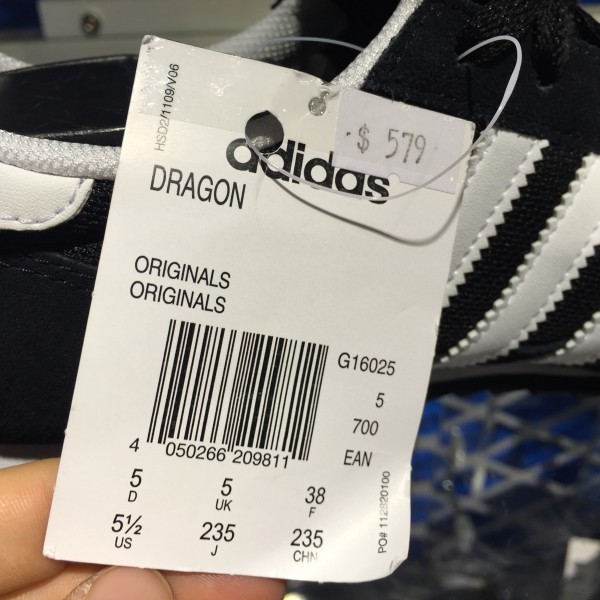 HSD2/1109/V06
$ 579
adidas
DRAGON
ORIGINALS
ORIGINALS
G16025
5
700
4 050266 209811 EAN
5 5 38
D UK F
5½ 235 235
US J CHN
PO# 112820100